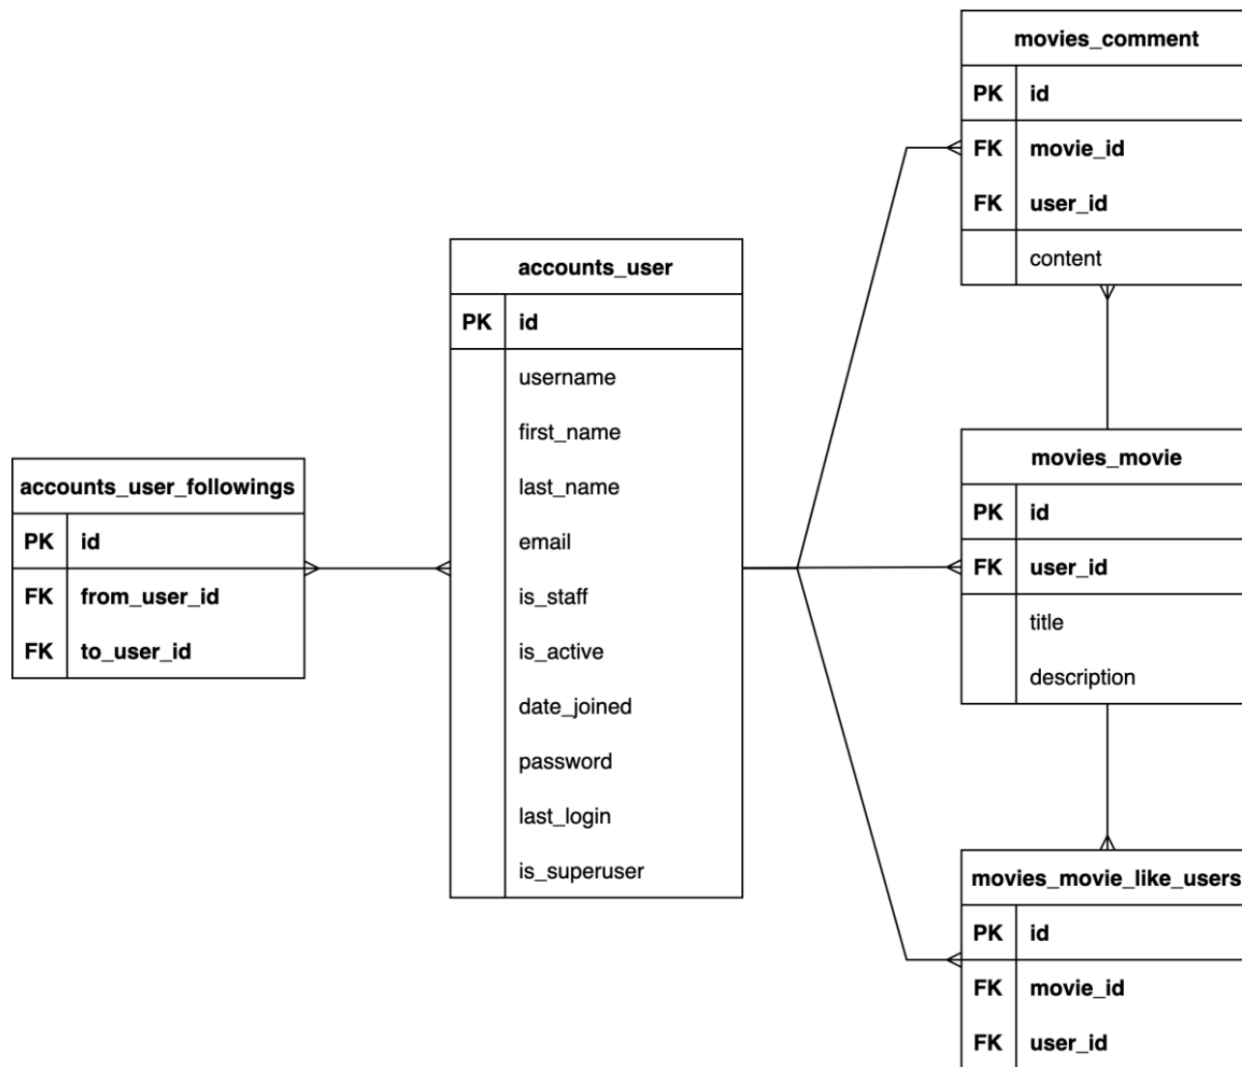 movies_comment
PK id
FK movie_id
FK user_id
content
accounts_user
PK id
username
first_name
last_name
email
is_staff
is_active
date_joined
password
last_login
is_superuser
accounts_user_followings
PK id
FK from_user_id
FK to_user_id
movies_movie
PK id
FK user_id
title
description
movies_movie_like_users
PK id
FK movie_id
FK user_id